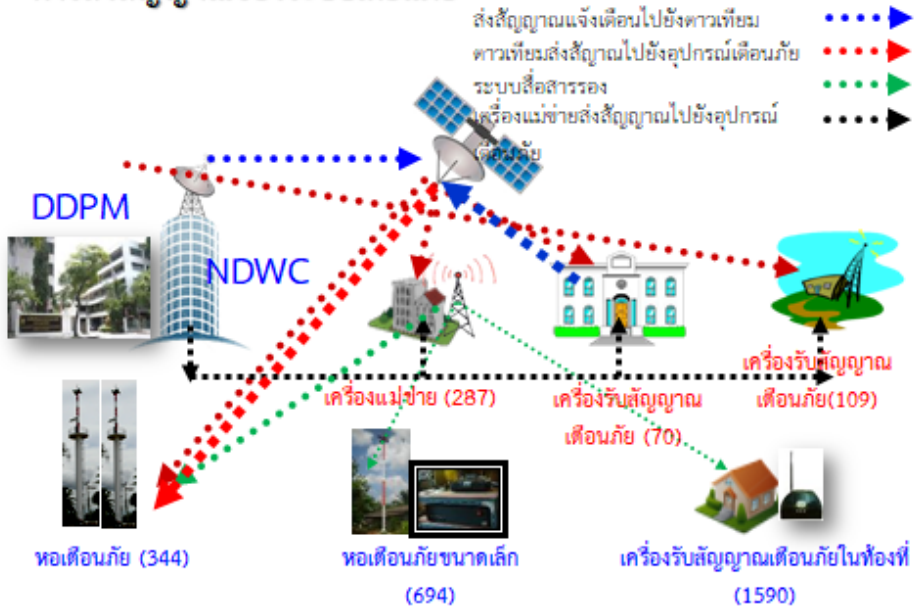 ส่งสัญญาณแจ้งเตือนไปยังดาวเทียม
ดาวเทียมส่งสัญญาณไปยังอุปกรณ์เตือนภัย
ระบบสื่อสารรอง
เครื่องแม่ข่ายส่งสัญญาณไปยังอุปกรณ์
เตือนภัย
DDPM
NDWC
เครื่องแม่ข่าย (287)
เครื่องรับสัญญาณ
เตือนภัย (70)
เครื่องรับสัญญาณ
เตือนภัย(109)
หอเตือนภัย (344)
หอเตือนภัยขนาดเล็ก
(694)
เครื่องรับสัญญาณเตือนภัยในท้องที่
(1590)